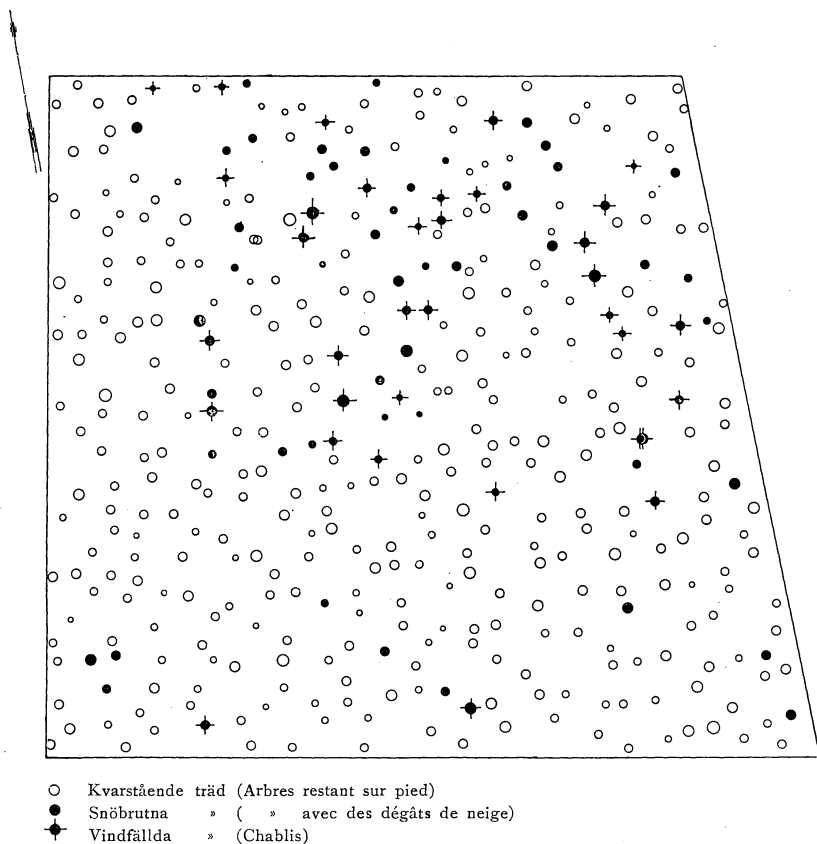 Kvarstående träd (Arbres restant sur pied)
Snöbrutna » ( » avec des dégâts de neige)
Vindfällda » (Chablis)